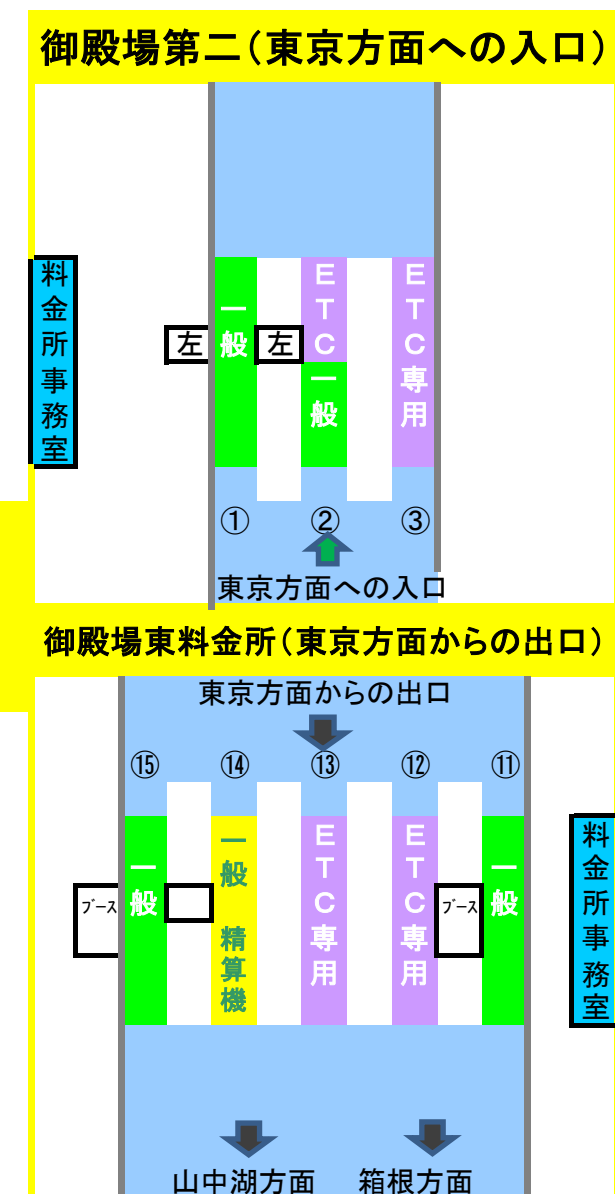 御殿場第二(東京方面への入口)
料金所事務室
左
一般
左
ETC一般
ETC専用
①
②
③
東京方面への入口
御殿場東料金所(東京方面からの出口)
東京方面からの出口
⑮
⑭
⑬
⑫
⑪
ブース
一般
一般 精算機
ETC専用
ETC専用
ブース
一般
料金所事務室
山中湖方面
箱根方面